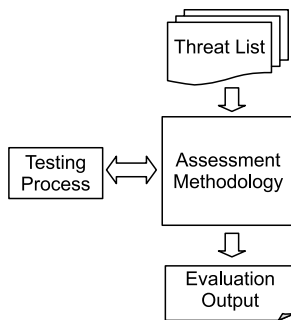 Threat List
Testing
Process
Assessment
Methodology
Evaluation
Output